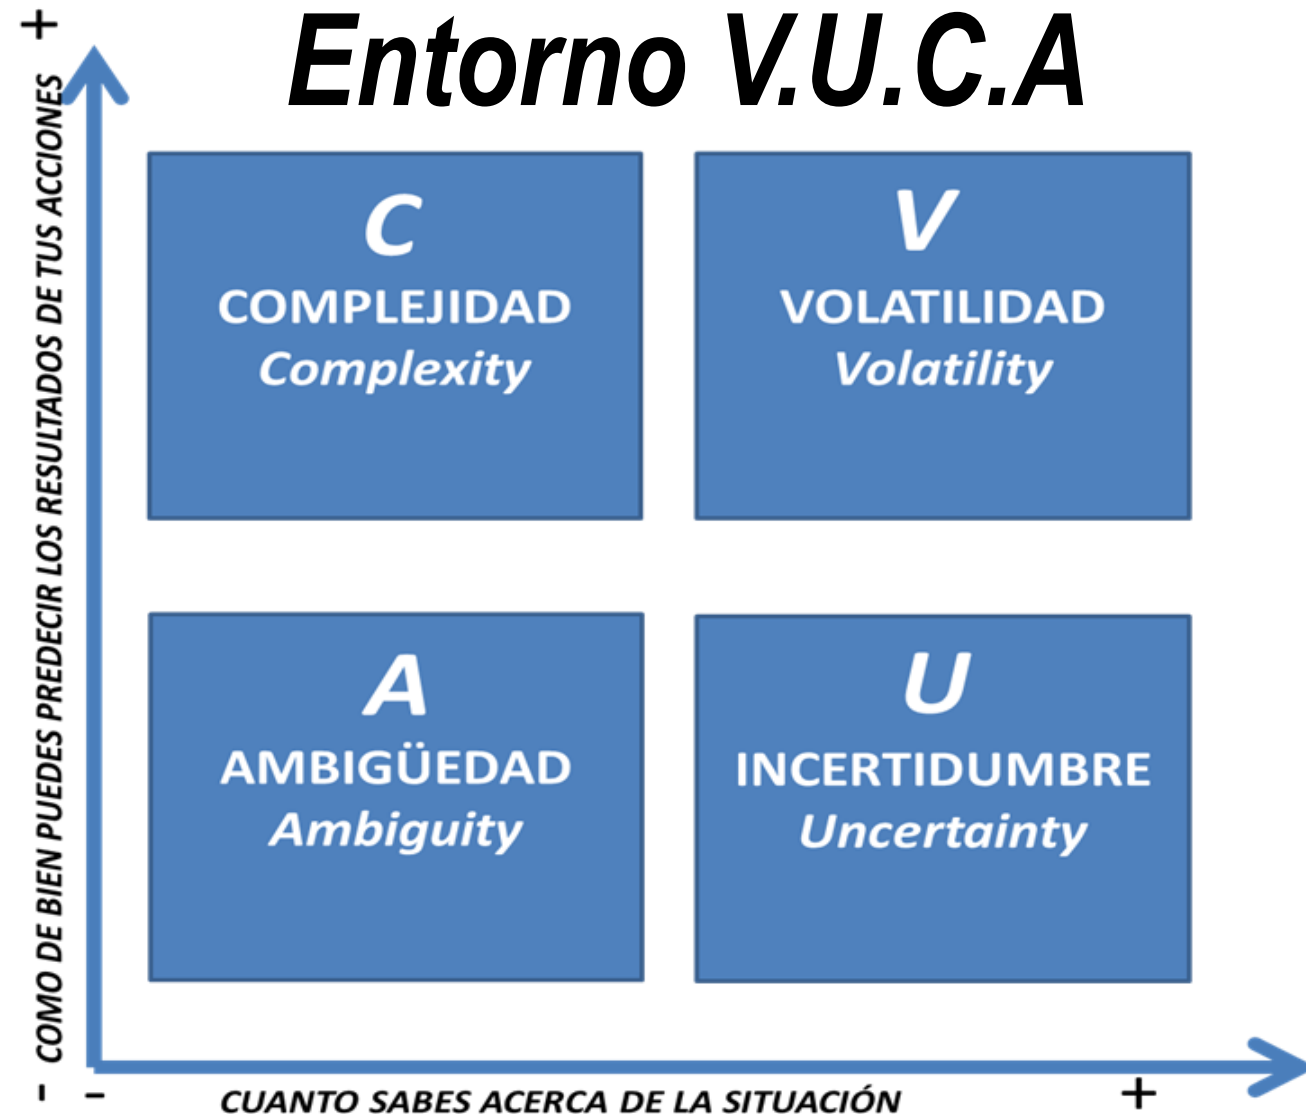 +
Entorno V.U.C.A
COMO DE BIEN PUEDES PREDECIR LOS RESULTADOS DE TUS ACCIONES
C
COMPLEJIDAD
Complexity
V
VOLATILIDAD
Volatility
A
AMBIGÜEDAD
Ambiguity
U
INCERTIDUMBRE
Uncertainty
-
-
CUANTO SABES ACERCA DE LA SITUACIÓN
+